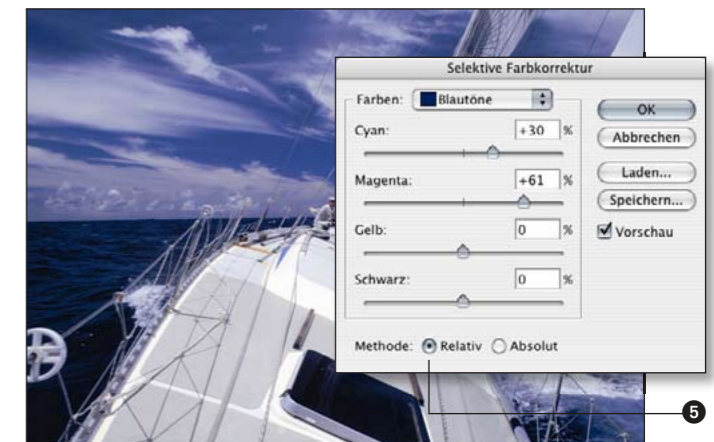 Selektive Farbkorrektur
Farben: Blautöne
Cyan: +30 %
Magenta: +61 %
Gelb: 0 %
Schwarz: 0 %
Methode: Relativ Absolut
OK
Abbrechen
Laden...
Speichern...
Vorschau
5